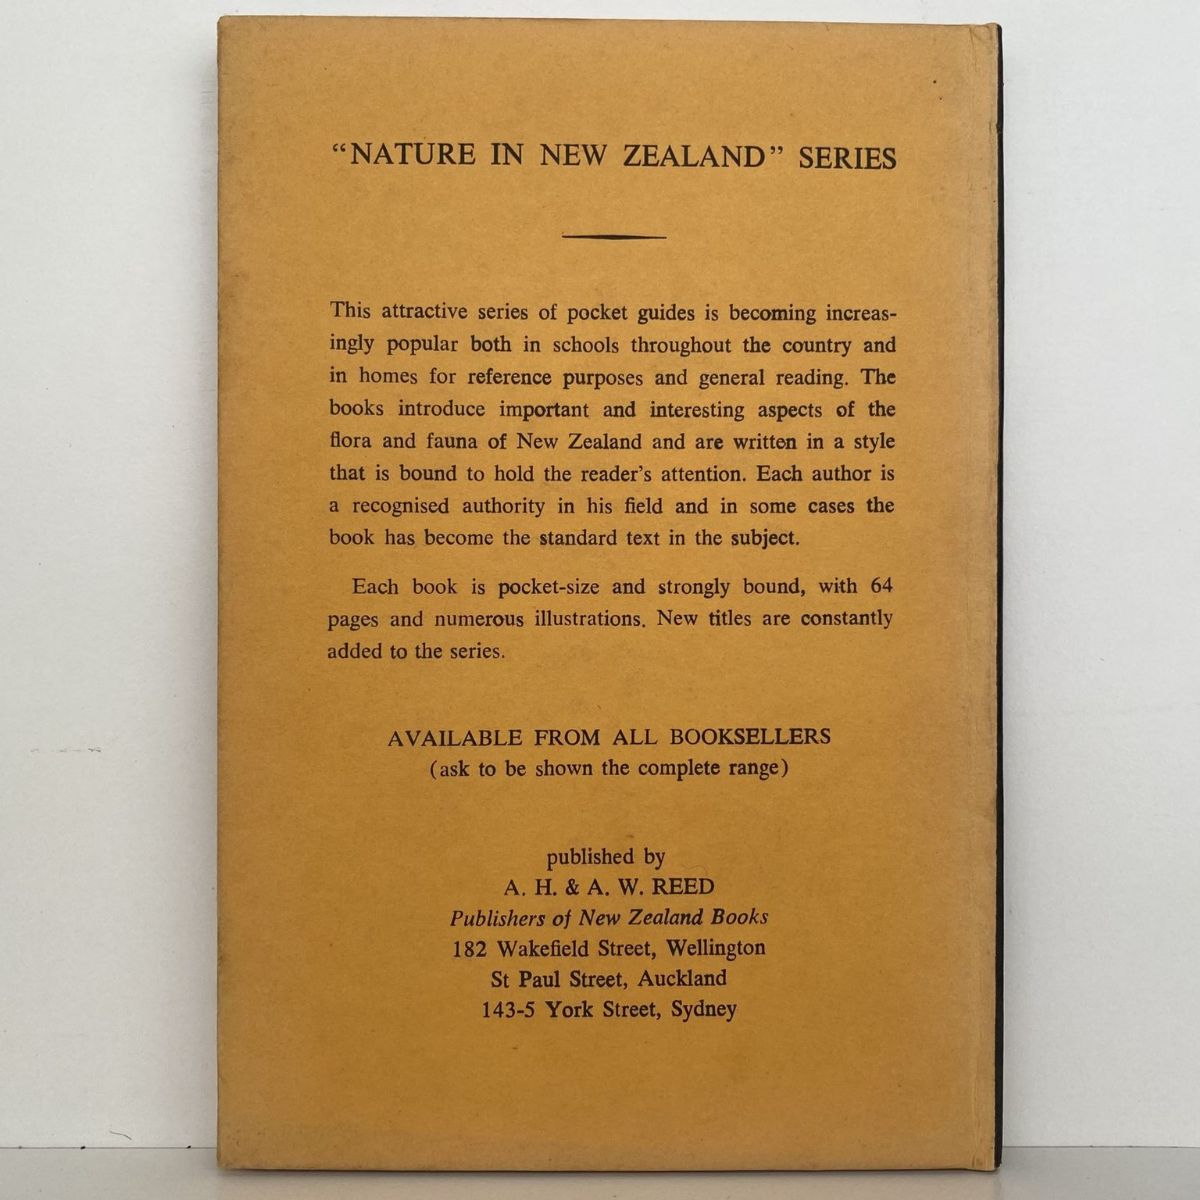 “NATURE IN NEW ZEALAND” SERIES
This attractive series of pocket guides is becoming increas-
ingly popular both in schools throughout the country and
in homes for reference purposes and general reading. The
books introduce important and interesting aspects of the
flora and fauna of New Zealand and are written in a style
that is bound to hold the reader’s attention. Each author is
a recognised authority in his field and in some cases the
book has become the standard text in the subject.
Each book is pocket-size and strongly bound, with 64
pages and numerous illustrations. New titles are constantly
added to the series.
AVAILABLE FROM ALL BOOKSELLERS
(ask to be shown the complete range)
published by
A. H. & A. W. REED
Publishers of New Zealand Books
182 Wakefield Street, Wellington
St Paul Street, Auckland
143-5 York Street, Sydney